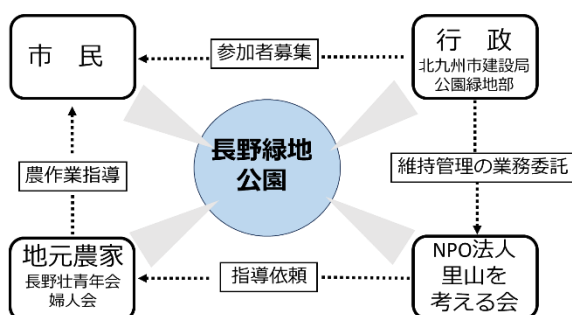 市　民
参加者募集
行　政
北九州市建設局
公園緑地部
長野緑地
公園
農作業指導
維持管理の業務委託
地元農家
長野壮青年会
婦人会
指導依頼
NPO法人
里山を
考える会